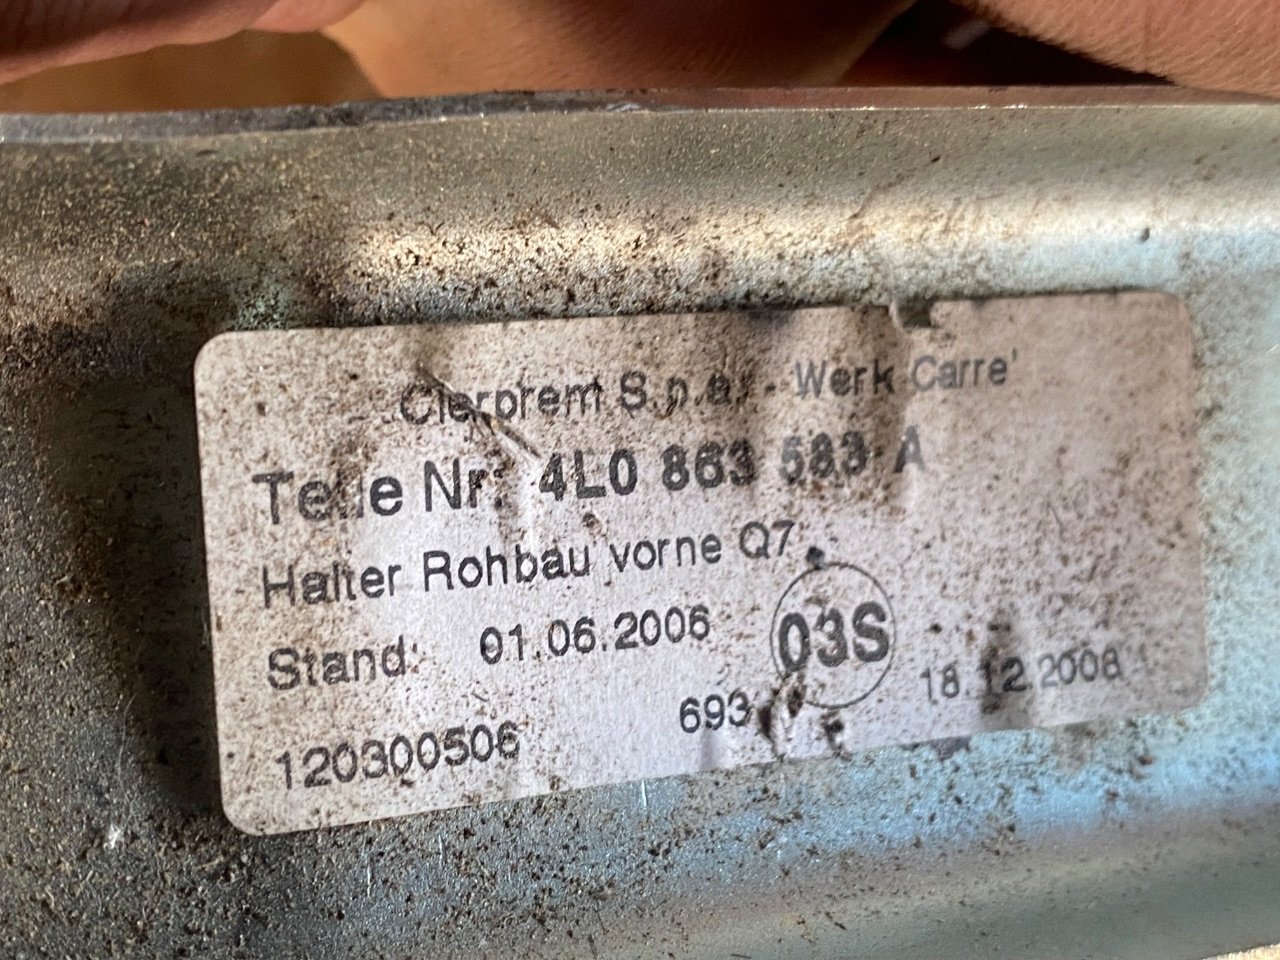 Cierprem S.p.a. - Werk Carre'
Teile Nr: 4L0 863 583 A
Halter Rohbau vorne Q7
Stand: 01.06.2006
03S
120300506 693 18.12.2008